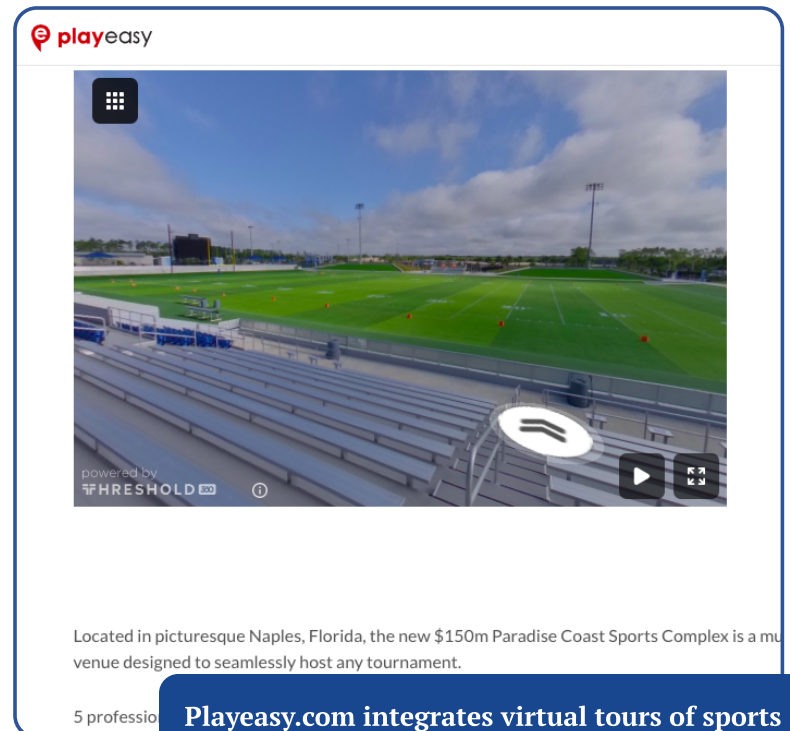 playeasy
powered by
THRESHOLD 360
Located in picturesque Naples, Florida, the new $150m Paradise Coast Sports Complex is a mu
venue designed to seamlessly host any tournament.
5 professio
Playeasy.com integrates virtual tours of sports